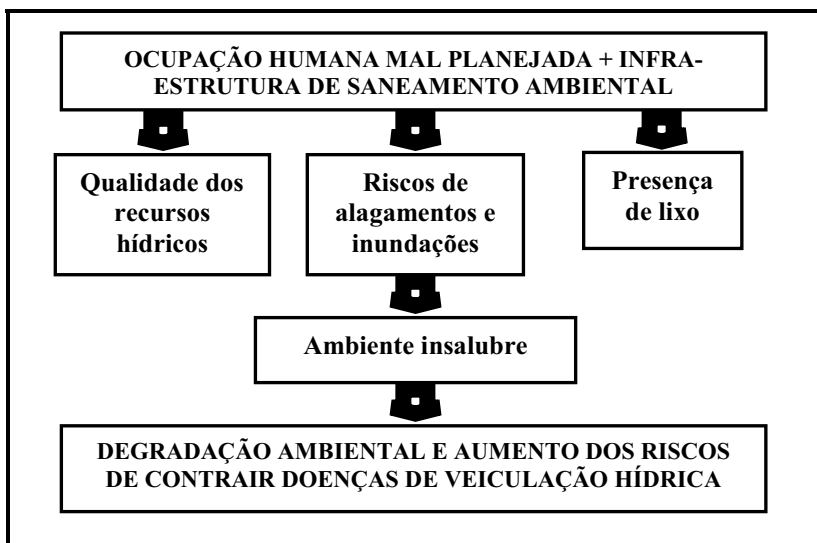 OCUPAÇÃO HUMANA MAL PLANEJADA + INFRA-
ESTRUTURA DE SANEAMENTO AMBIENTAL
Qualidade dos
recursos
hídricos
Riscos de
alagamentos e
inundações
Presença
de lixo
Ambiente insalubre
DEGRADAÇÃO AMBIENTAL E AUMENTO DOS RISCOS
DE CONTRAIR DOENÇAS DE VEICULAÇÃO HÍDRICA